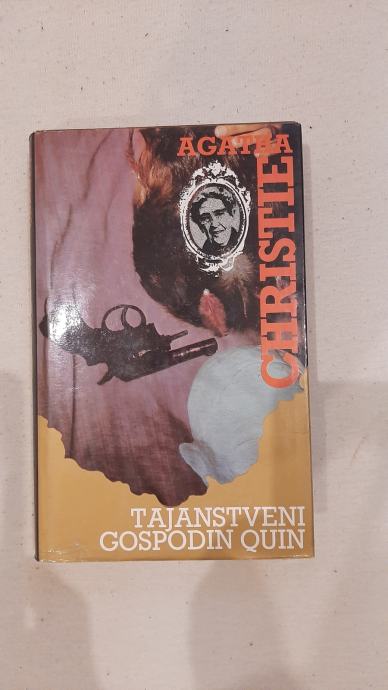 AGATHA
CHRISTIE
TAJANSTVENI
GOSPODIN QUIN